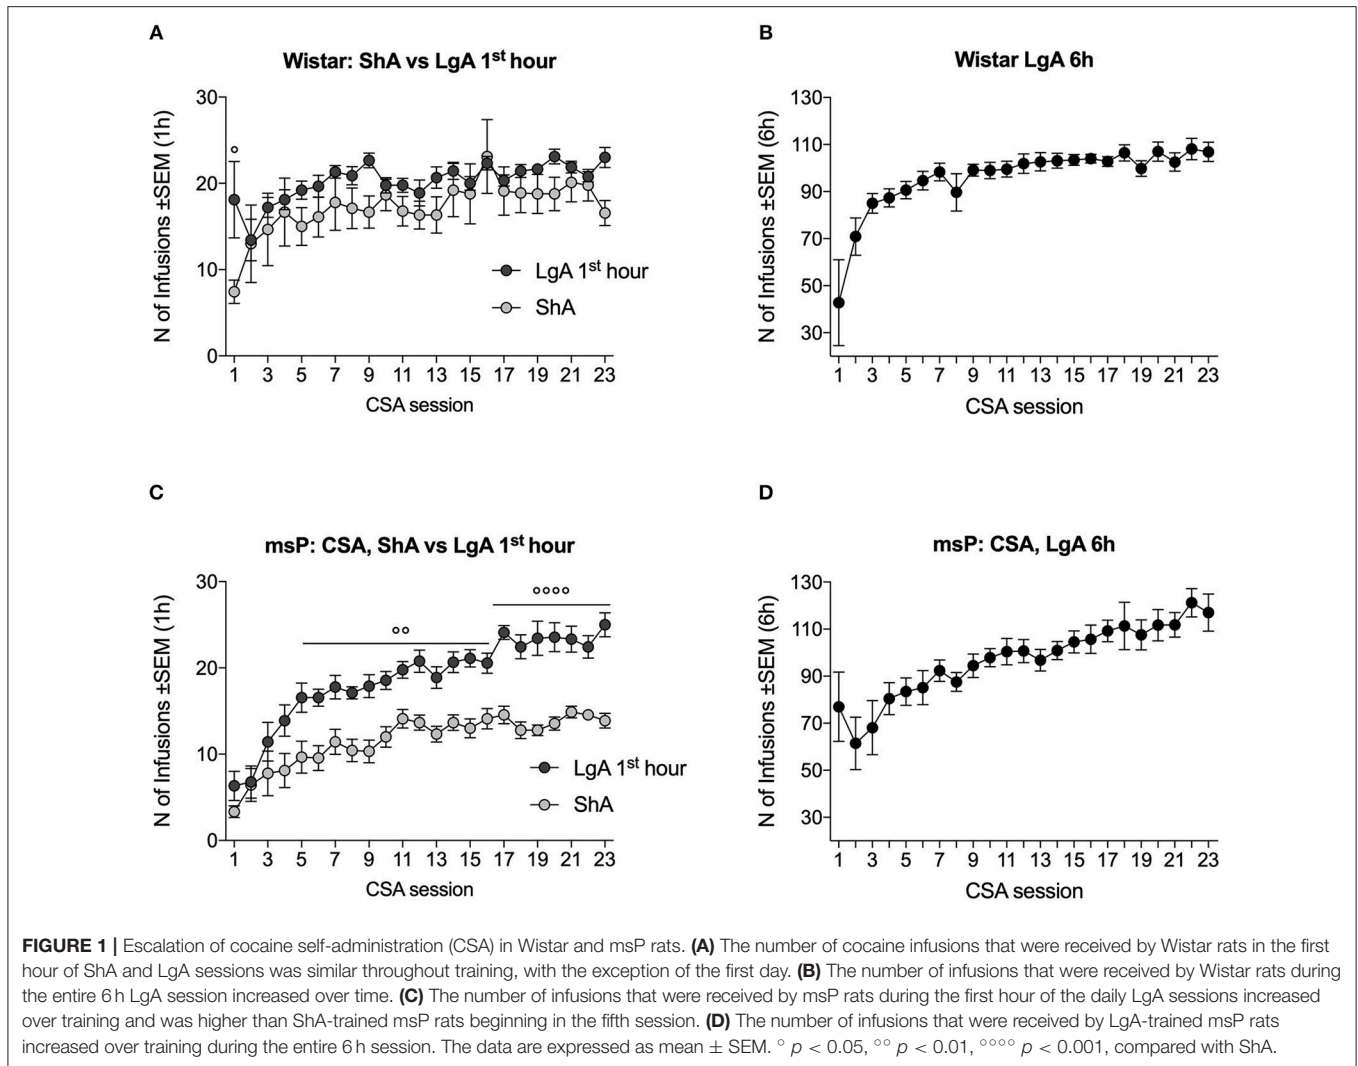 A
Wistar: ShA vs LgA 1st hour
N of Infusions ±SEM (1h)
30
20
10
0
°
LgA 1st hour
ShA
1 3 5 7 9 11 13 15 17 19 21 23
CSA session
B
Wistar LgA 6h
N of Infusions ±SEM (6h)
130
110
90
70
50
30
1 3 5 7 9 11 13 15 17 19 21 23
CSA session
C
msP: CSA, ShA vs LgA 1st hour
N of Infusions ±SEM (1h)
30
20
10
0
°°
°°°°
LgA 1st hour
ShA
1 3 5 7 9 11 13 15 17 19 21 23
CSA session
D
msP: CSA, LgA 6h
N of Infusions ±SEM (6h)
130
110
90
70
50
30
1 3 5 7 9 11 13 15 17 19 21 23
CSA session
FIGURE 1 | Escalation of cocaine self-administration (CSA) in Wistar and msP rats. (A) The number of cocaine infusions that were received by Wistar rats in the first
hour of ShA and LgA sessions was similar throughout training, with the exception of the first day. (B) The number of infusions that were received by Wistar rats during
the entire 6 h LgA session increased over time. (C) The number of infusions that were received by msP rats during the first hour of the daily LgA sessions increased
over training and was higher than ShA-trained msP rats beginning in the fifth session. (D) The number of infusions that were received by LgA-trained msP rats
increased over training during the entire 6 h session. The data are expressed as mean ± SEM. ° p < 0.05, °° p < 0.01, °°°° p < 0.001, compared with ShA.